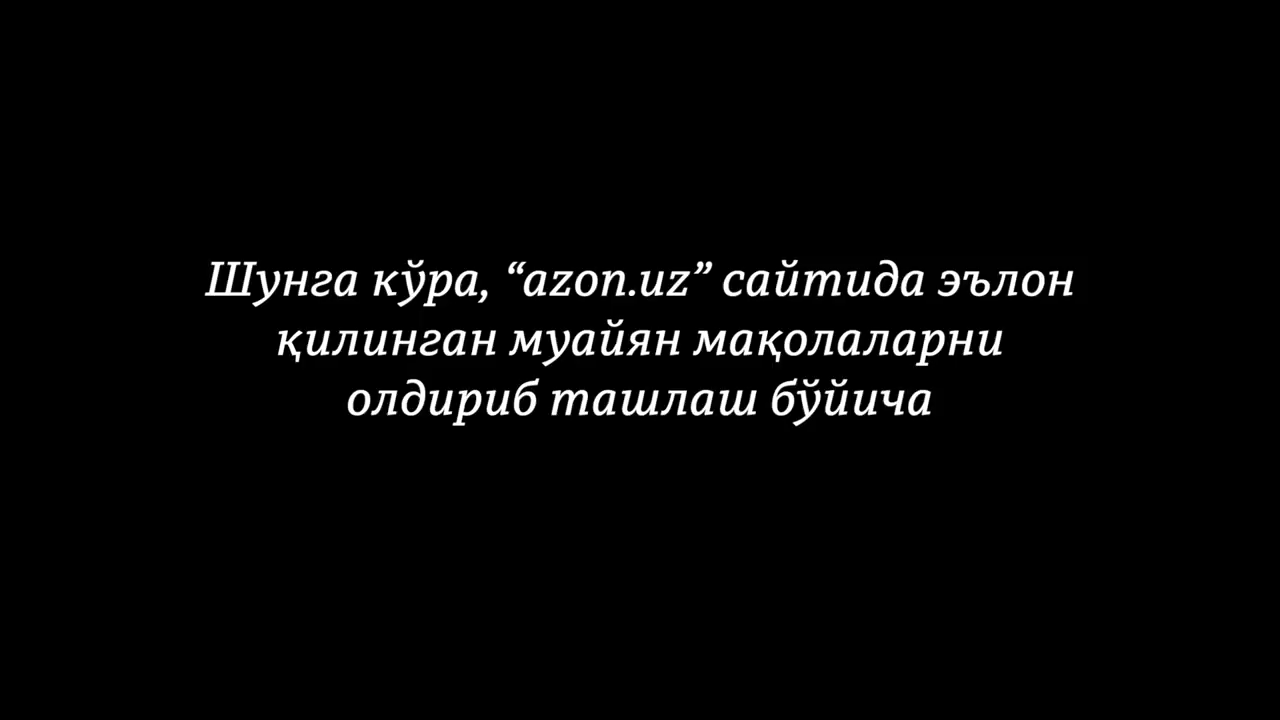 Шунга кўра, “azon.uz” сайтида эълон
қилинган муайян мақолаларни
олдириб ташлаш бўйича